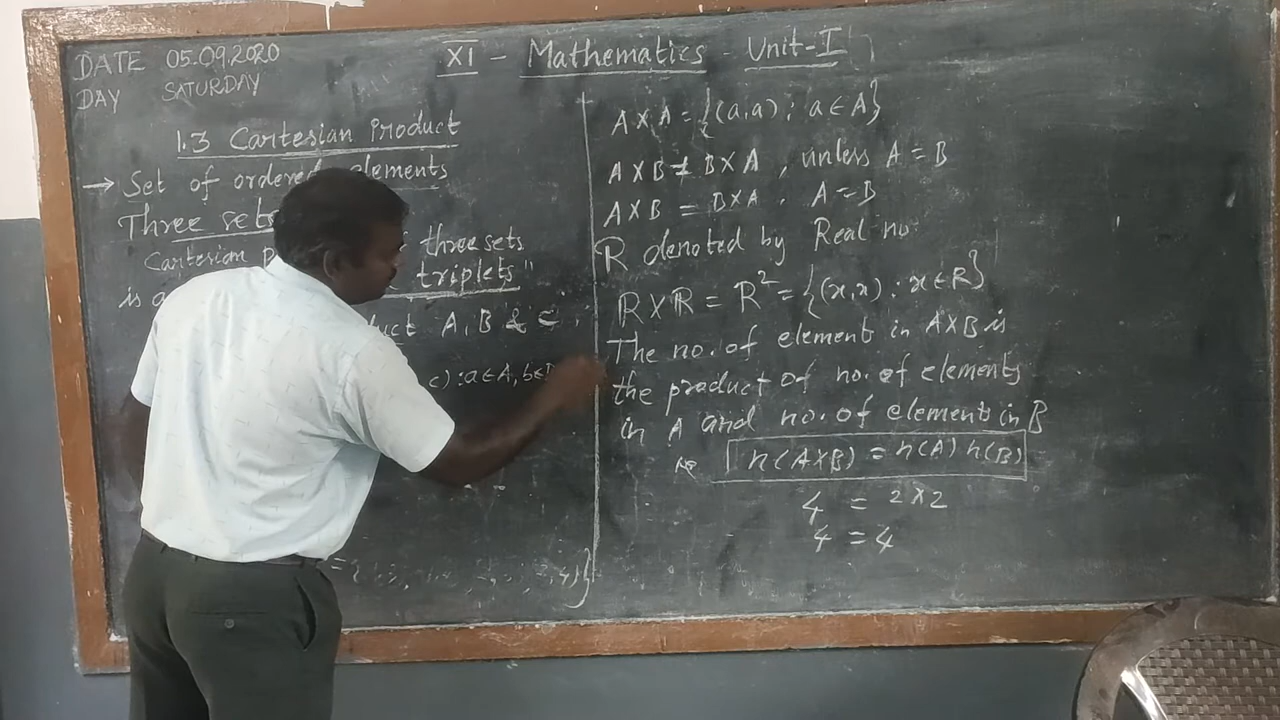 DATE 05.09.2020
DAY SATURDAY
XI - Mathematics - Unit-I
1.3 Cartesian Product
→ Set of ordered elements
Three sets
Cartesian three sets
is triplets"
A, B & C
c) : a∈A, b∈
A×A = {(a,a) : a∈A}
A×B ≠ B×A , unless A = B
A×B = B×A . A = B
R denoted by Real no.
ℝ×ℝ = ℝ² = {(x,x) : x∈R}
The no. of element in A×B is
the product of no. of elements
in A and no. of element in B
n(A×B) = n(A) n(B)
4 = 2×2
4 = 4